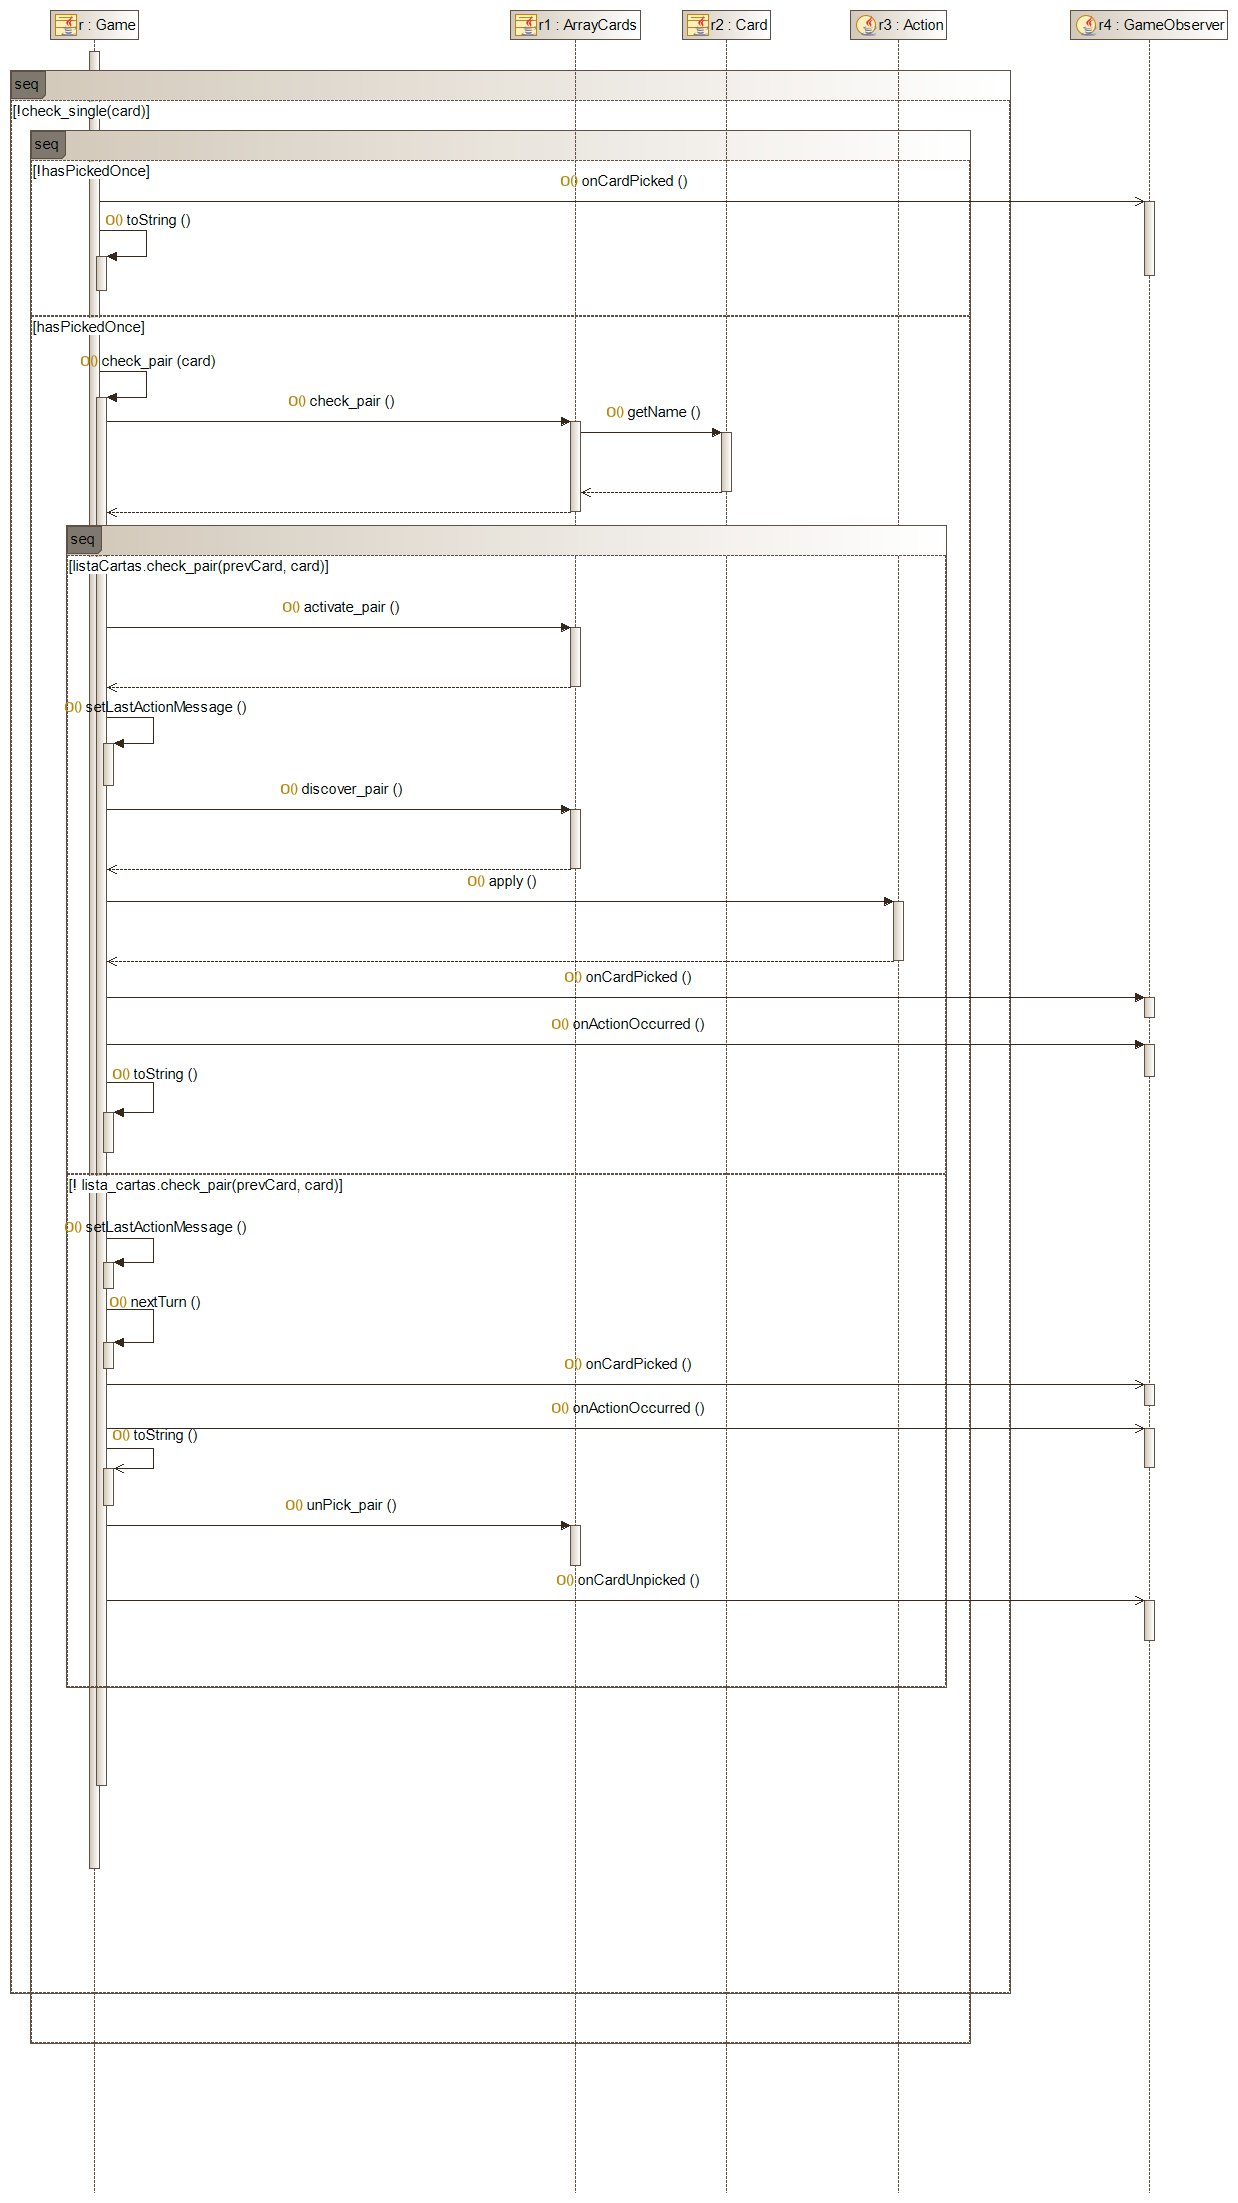 r : Game
r1 : ArrayCards
r2 : Card
r3 : Action
r4 : GameObserver
seq
[!check_single(card)]
seq
[!hasPickedOnce]
O() onCardPicked ()
O() toString ()
[hasPickedOnce]
O() check_pair (card)
O() check_pair ()
O() getName ()
seq
[listaCartas.check_pair(prevCard, card)]
O() activate_pair ()
O() setLastActionMessage ()
O() discover_pair ()
O() apply ()
O() onCardPicked ()
O() onActionOccurred ()
O() toString ()
[! lista_cartas.check_pair(prevCard, card)]
O() setLastActionMessage ()
O() nextTurn ()
O() onCardPicked ()
O() onActionOccurred ()
O() toString ()
O() unPick_pair ()
O() onCardUnpicked ()